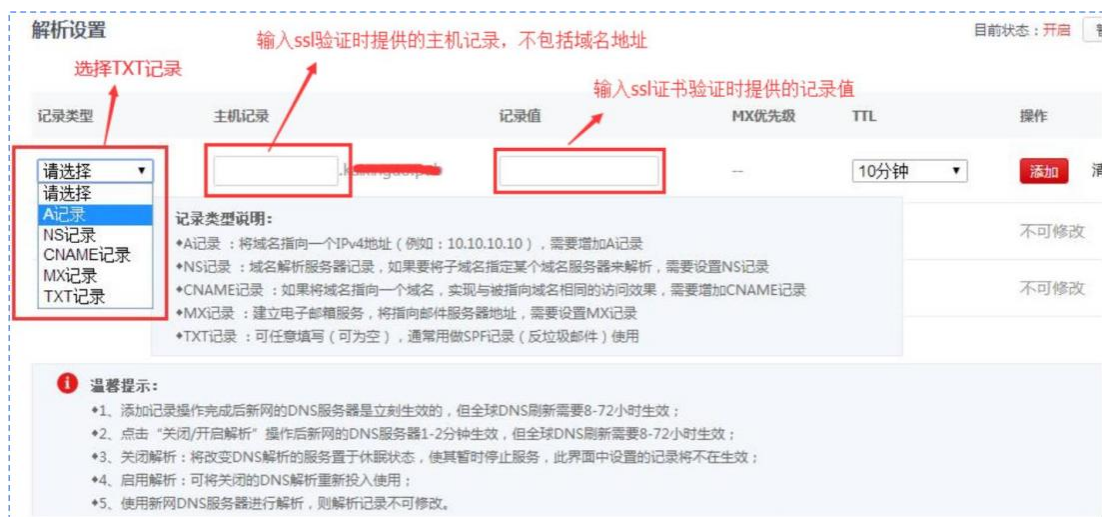 解析设置
目前状态：开启
输入ssl验证时提供的主机记录，不包括域名地址
选择TXT记录
输入ssl证书验证时提供的记录值
记录类型 主机记录 记录值 MX优先级 TTL 操作
请选择 -- 10分钟 添加
请选择
A记录
NS记录
CNAME记录
MX记录
TXT记录
记录类型说明：
◆A记录 ：将域名指向一个IPv4地址（例如：10.10.10.10），需要增加A记录
◆NS记录 ：域名解析服务器记录，如果要将子域名指定某个域名服务器来解析，需要设置NS记录
◆CNAME记录 ：如果将域名指向一个域名，实现与被指向域名相同的访问效果，需要增加CNAME记录
◆MX记录 ：建立电子邮箱服务，将指向邮件服务器地址，需要设置MX记录
◆TXT记录 ：可任意填写（可为空），通常用做SPF记录（反垃圾邮件）使用
不可修改
不可修改
温馨提示：
◆1、添加记录操作完成后新网的DNS服务器是立刻生效的，但全球DNS刷新需要8-72小时生效；
◆2、点击“关闭/开启解析”操作后新网的DNS服务器1-2分钟生效，但全球DNS刷新需要8-72小时生效；
◆3、关闭解析：将改变DNS解析的服务置于休眠状态，使其暂时停止服务，此界面中设置的记录将不在生效；
◆4、启用解析：可将关闭的DNS解析重新投入使用；
◆5、使用新网DNS服务器进行解析，则解析记录不可修改。